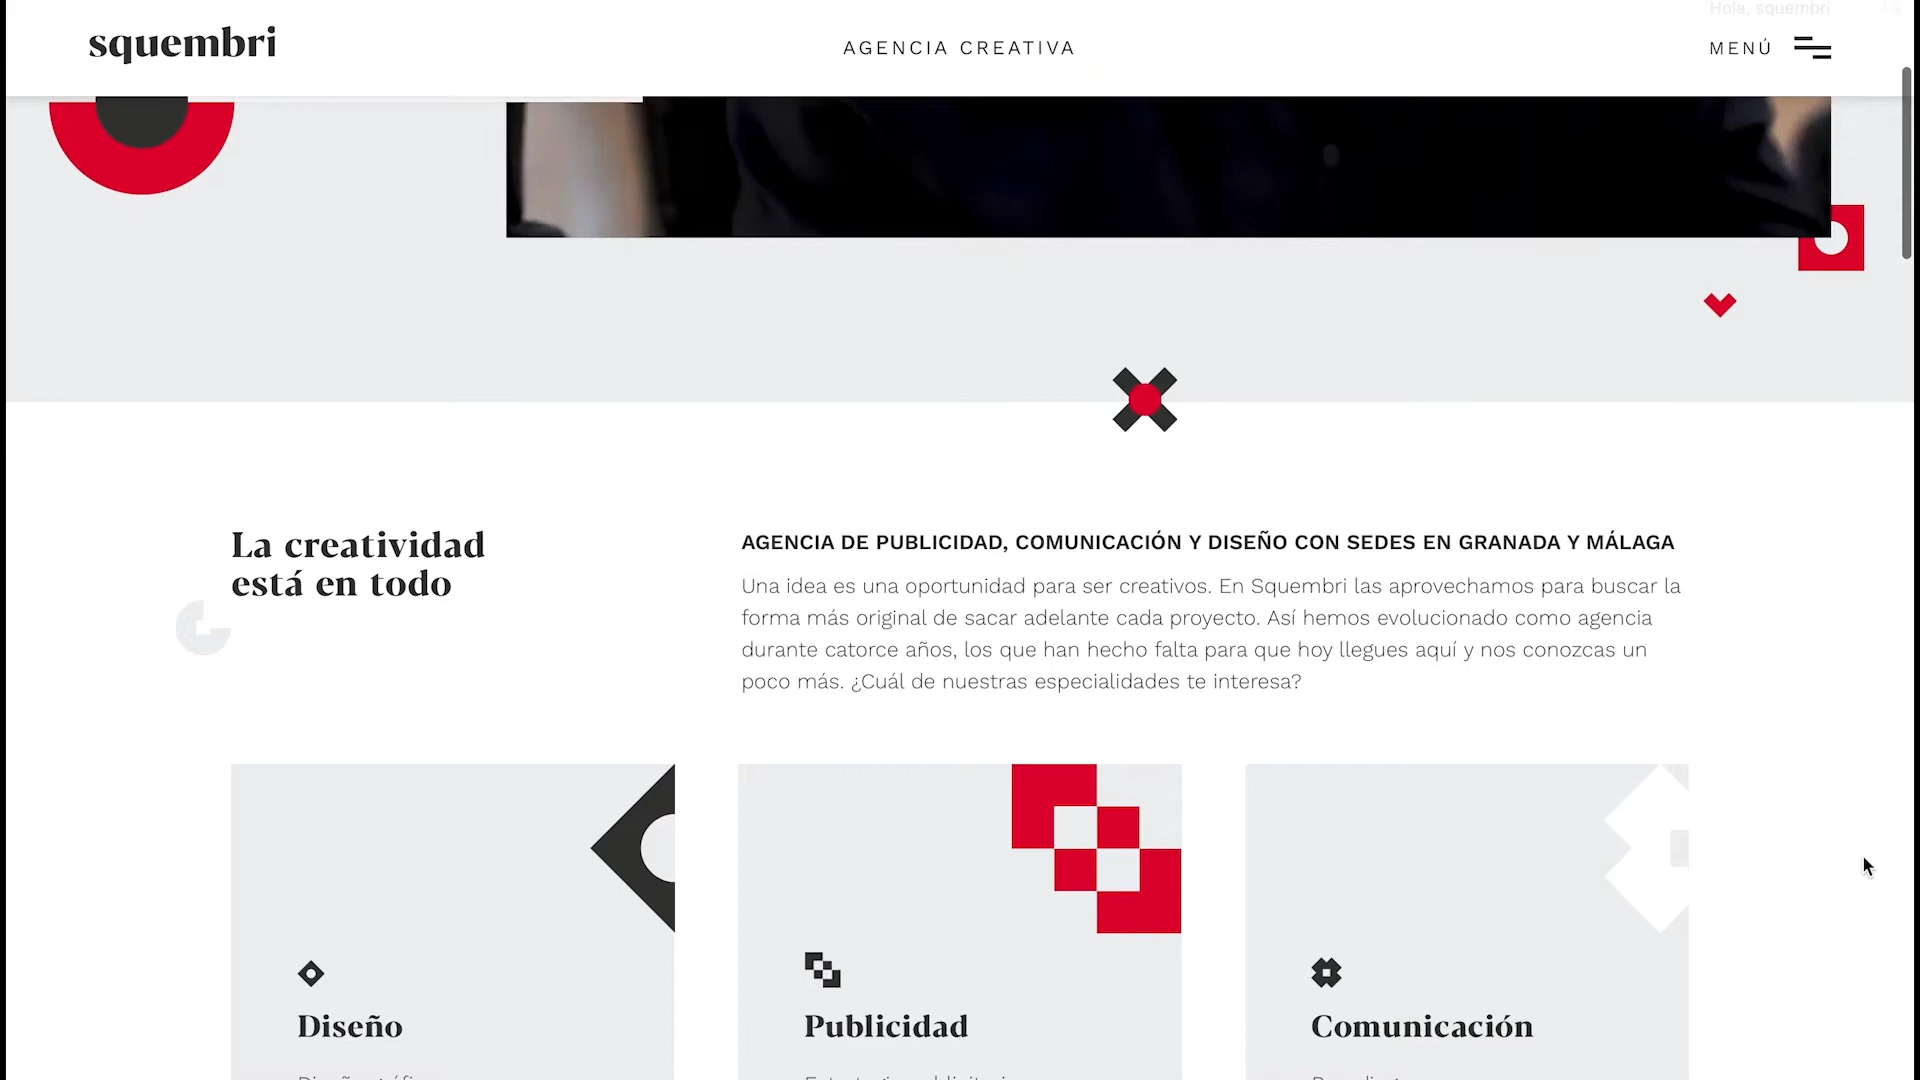 Hola, squembri
squembri
AGENCIA CREATIVA
MENÚ
La creatividad
está en todo
AGENCIA DE PUBLICIDAD, COMUNICACIÓN Y DISEÑO CON SEDES EN GRANADA Y MÁLAGA
Una idea es una oportunidad para ser creativos. En Squembri las aprovechamos para buscar la
forma más original de sacar adelante cada proyecto. Así hemos evolucionado como agencia
durante catorce años, los que han hecho falta para que hoy llegues aquí y nos conozcas un
poco más. ¿Cuál de nuestras especialidades te interesa?
Diseño
Publicidad
Comunicación